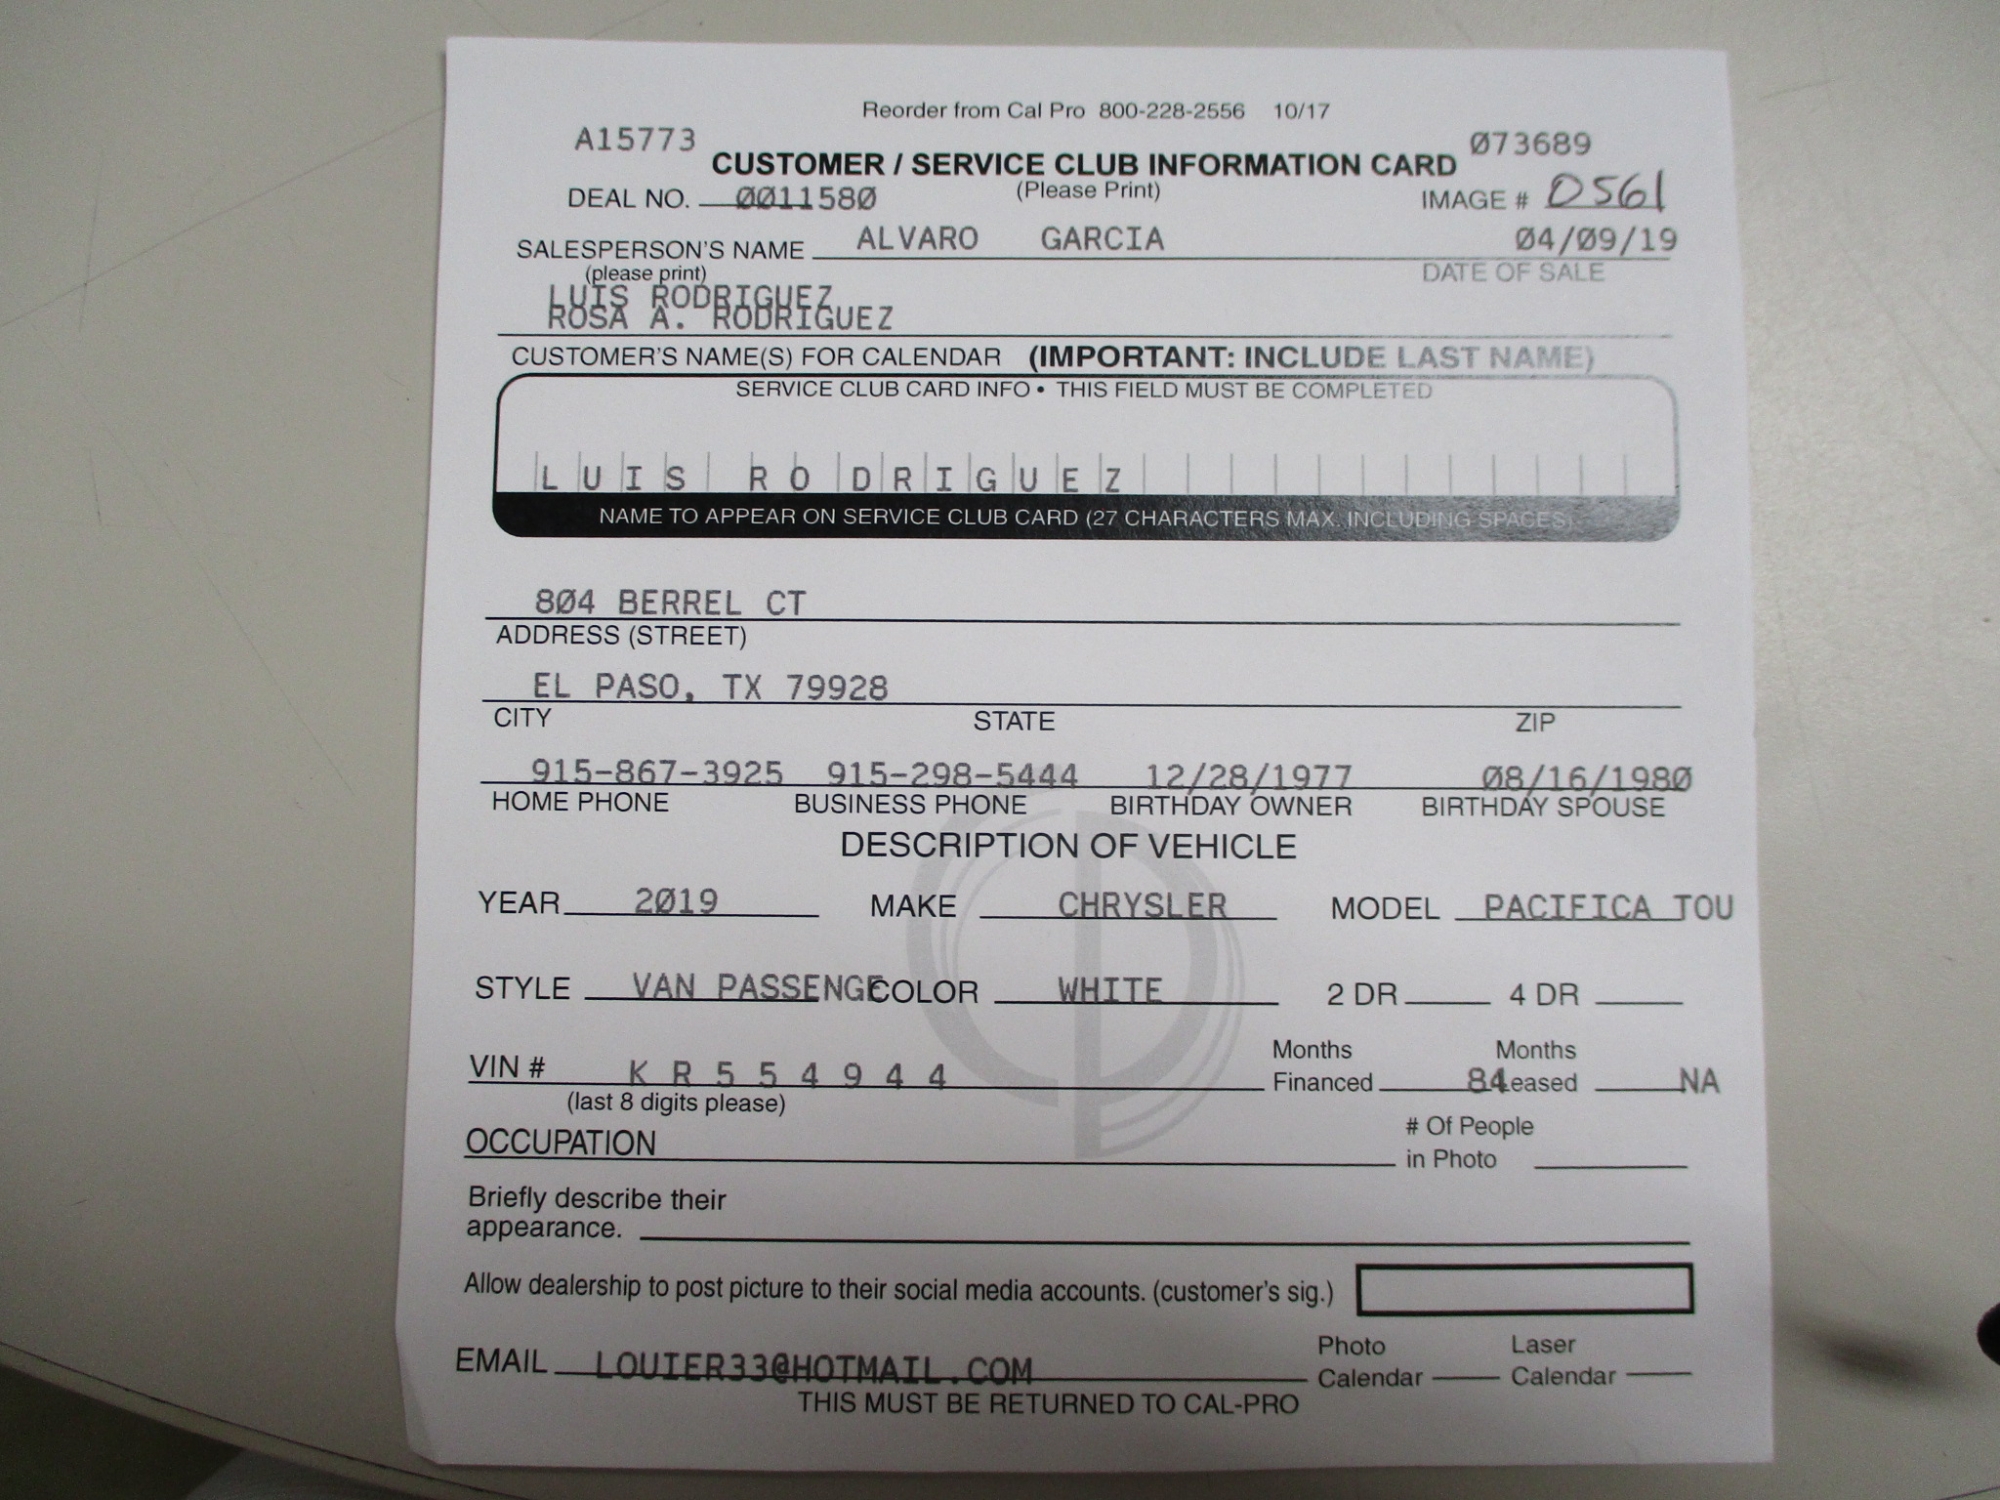 Reorder from Cal Pro 800-228-2556 10/17
A15773 Ø73689
CUSTOMER / SERVICE CLUB INFORMATION CARD
DEAL NO. ØØ1158Ø (Please Print) IMAGE # 0561
SALESPERSON'S NAME ALVARO GARCIA Ø4/Ø9/19
(please print) DATE OF SALE
LUIS RODRIGUEZ
ROSA A. RODRIGUEZ
CUSTOMER'S NAME(S) FOR CALENDAR (IMPORTANT: INCLUDE LAST NAME)
SERVICE CLUB CARD INFO • THIS FIELD MUST BE COMPLETED
LUIS RODRIGUEZ
NAME TO APPEAR ON SERVICE CLUB CARD (27 CHARACTERS MAX. INCLUDING SPACES)
8Ø4 BERREL CT
ADDRESS (STREET)
EL PASO, TX 79928
CITY STATE ZIP
915-867-3925 915-298-5444 12/28/1977 Ø8/16/198Ø
HOME PHONE BUSINESS PHONE BIRTHDAY OWNER BIRTHDAY SPOUSE
DESCRIPTION OF VEHICLE
YEAR 2Ø19 MAKE CHRYSLER MODEL PACIFICA TOU
STYLE VAN PASSENGE COLOR WHITE 2 DR 4 DR
VIN # K R 5 5 4 9 4 4 Months Financed 84 Months Leased NA
(last 8 digits please)
OCCUPATION # Of People in Photo
Briefly describe their
appearance.
Allow dealership to post picture to their social media accounts. (customer's sig.)
EMAIL LOUIER33@HOTMAIL.COM Photo Calendar Laser Calendar
THIS MUST BE RETURNED TO CAL-PRO